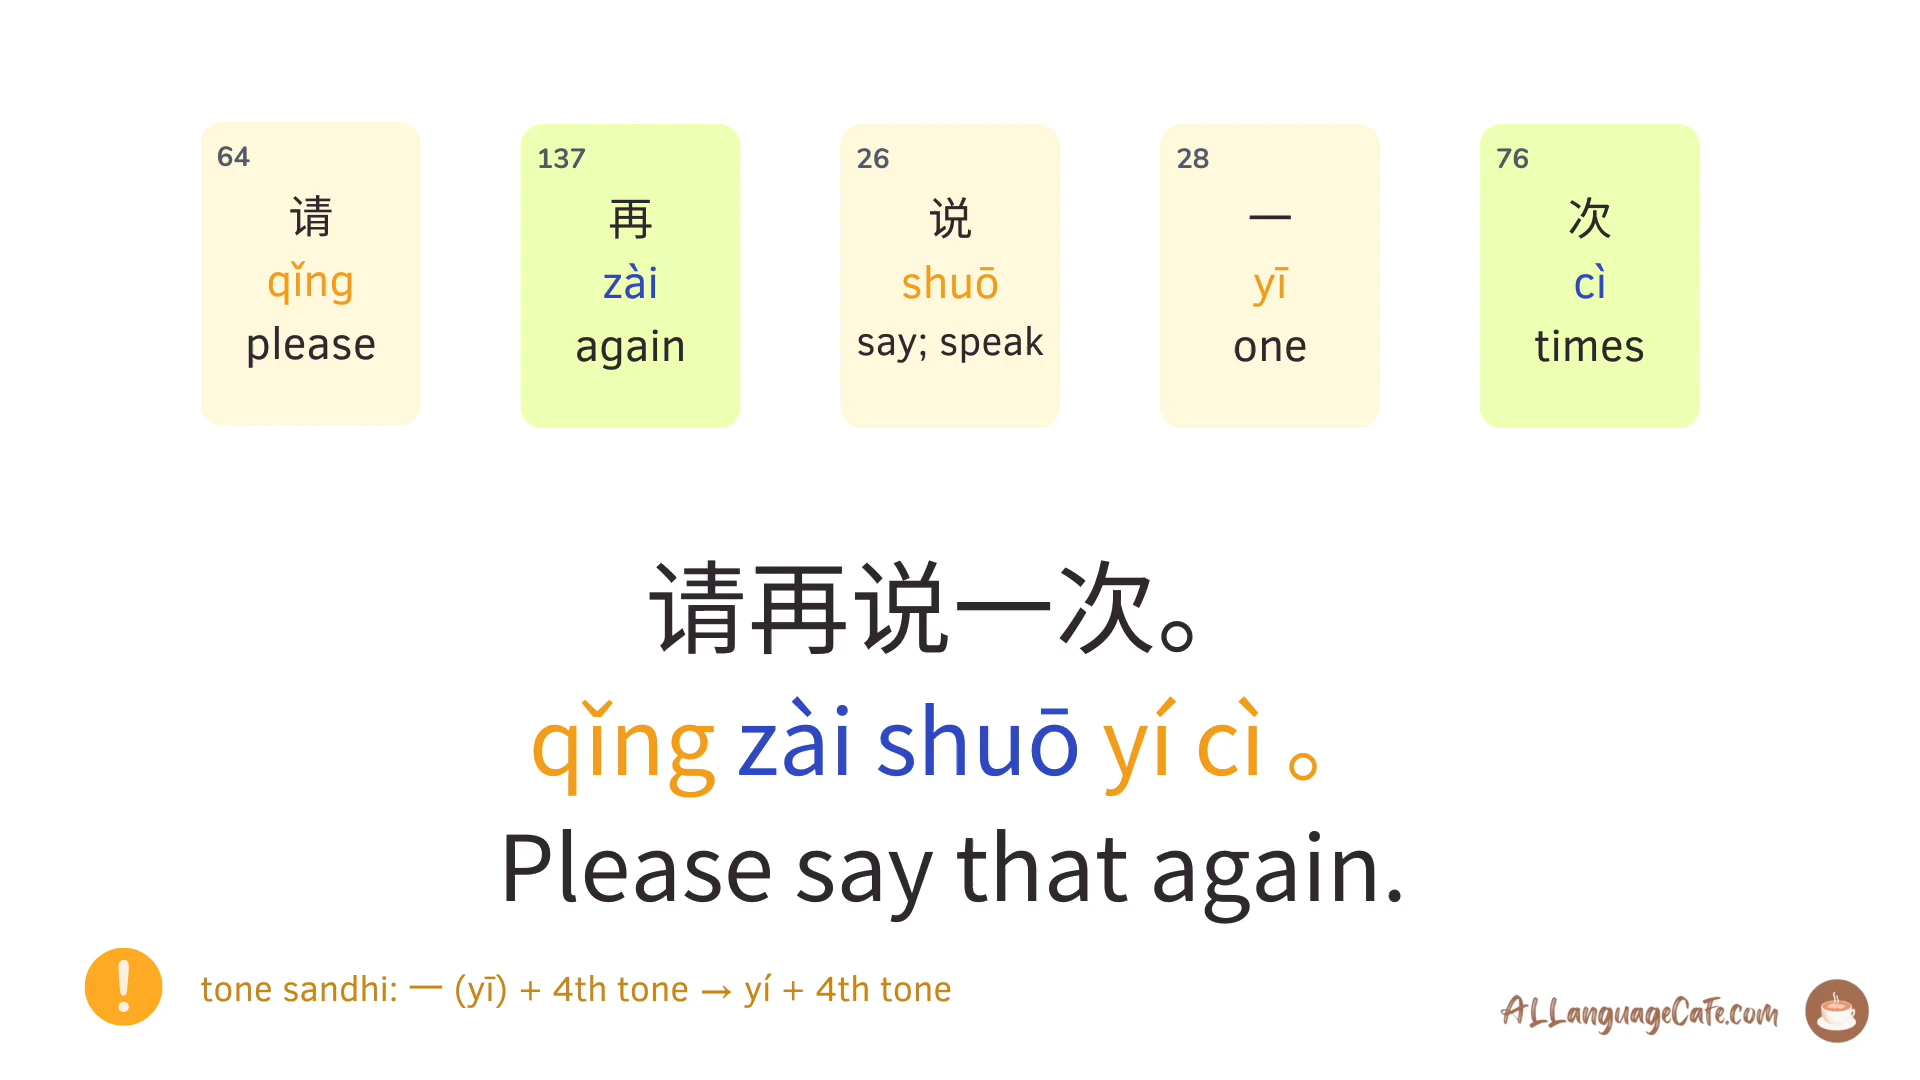 64
请
qǐng
please
137
再
zài
again
26
说
shuō
say; speak
28
一
yī
one
76
次
cì
times
请再说一次。
qǐng zài shuō yí cì 。
Please say that again.
! tone sandhi: 一 (yī) + 4th tone → yí + 4th tone
ALLanguageCafe.com